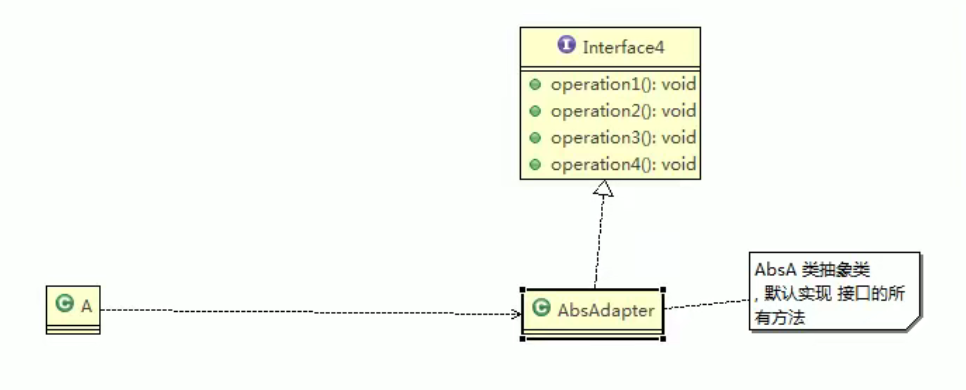 Interface4
operation1(): void
operation2(): void
operation3(): void
operation4(): void
AbsA 类抽象类
, 默认实现 接口的所
有方法
A
AbsAdapter